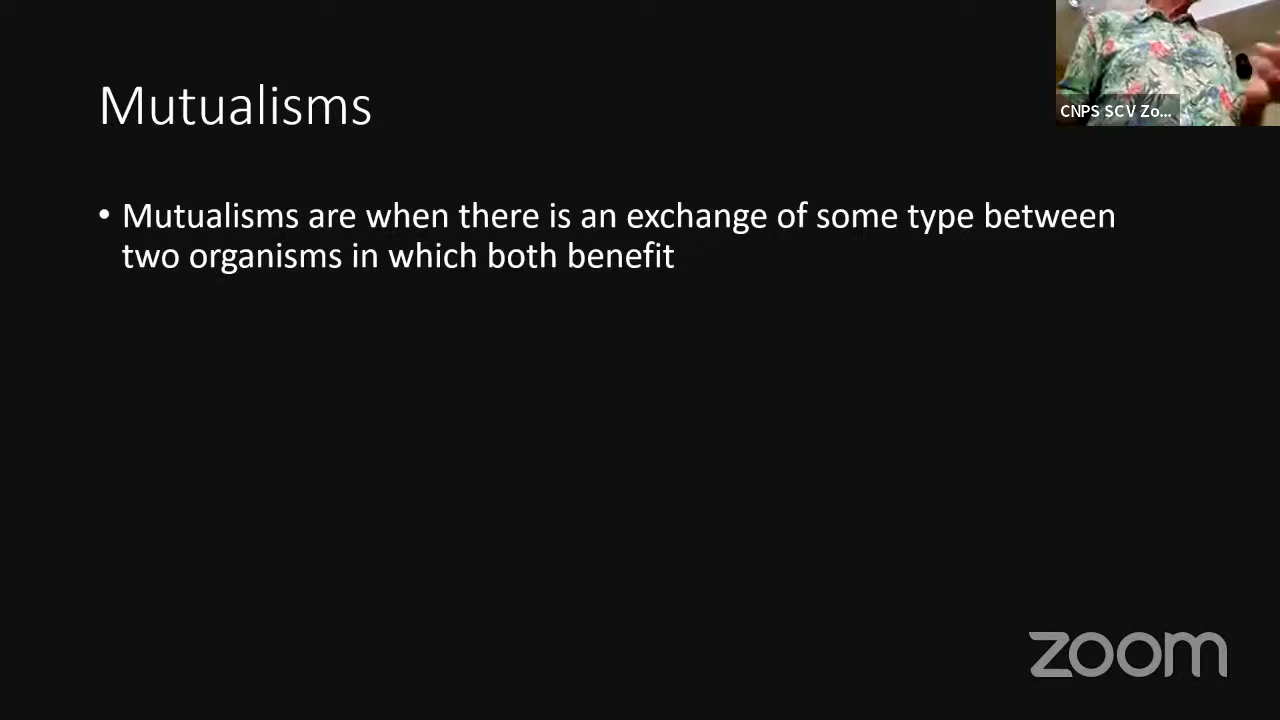 CNPS SCV Zo...
Mutualisms
• Mutualisms are when there is an exchange of some type between
two organisms in which both benefit
zoom